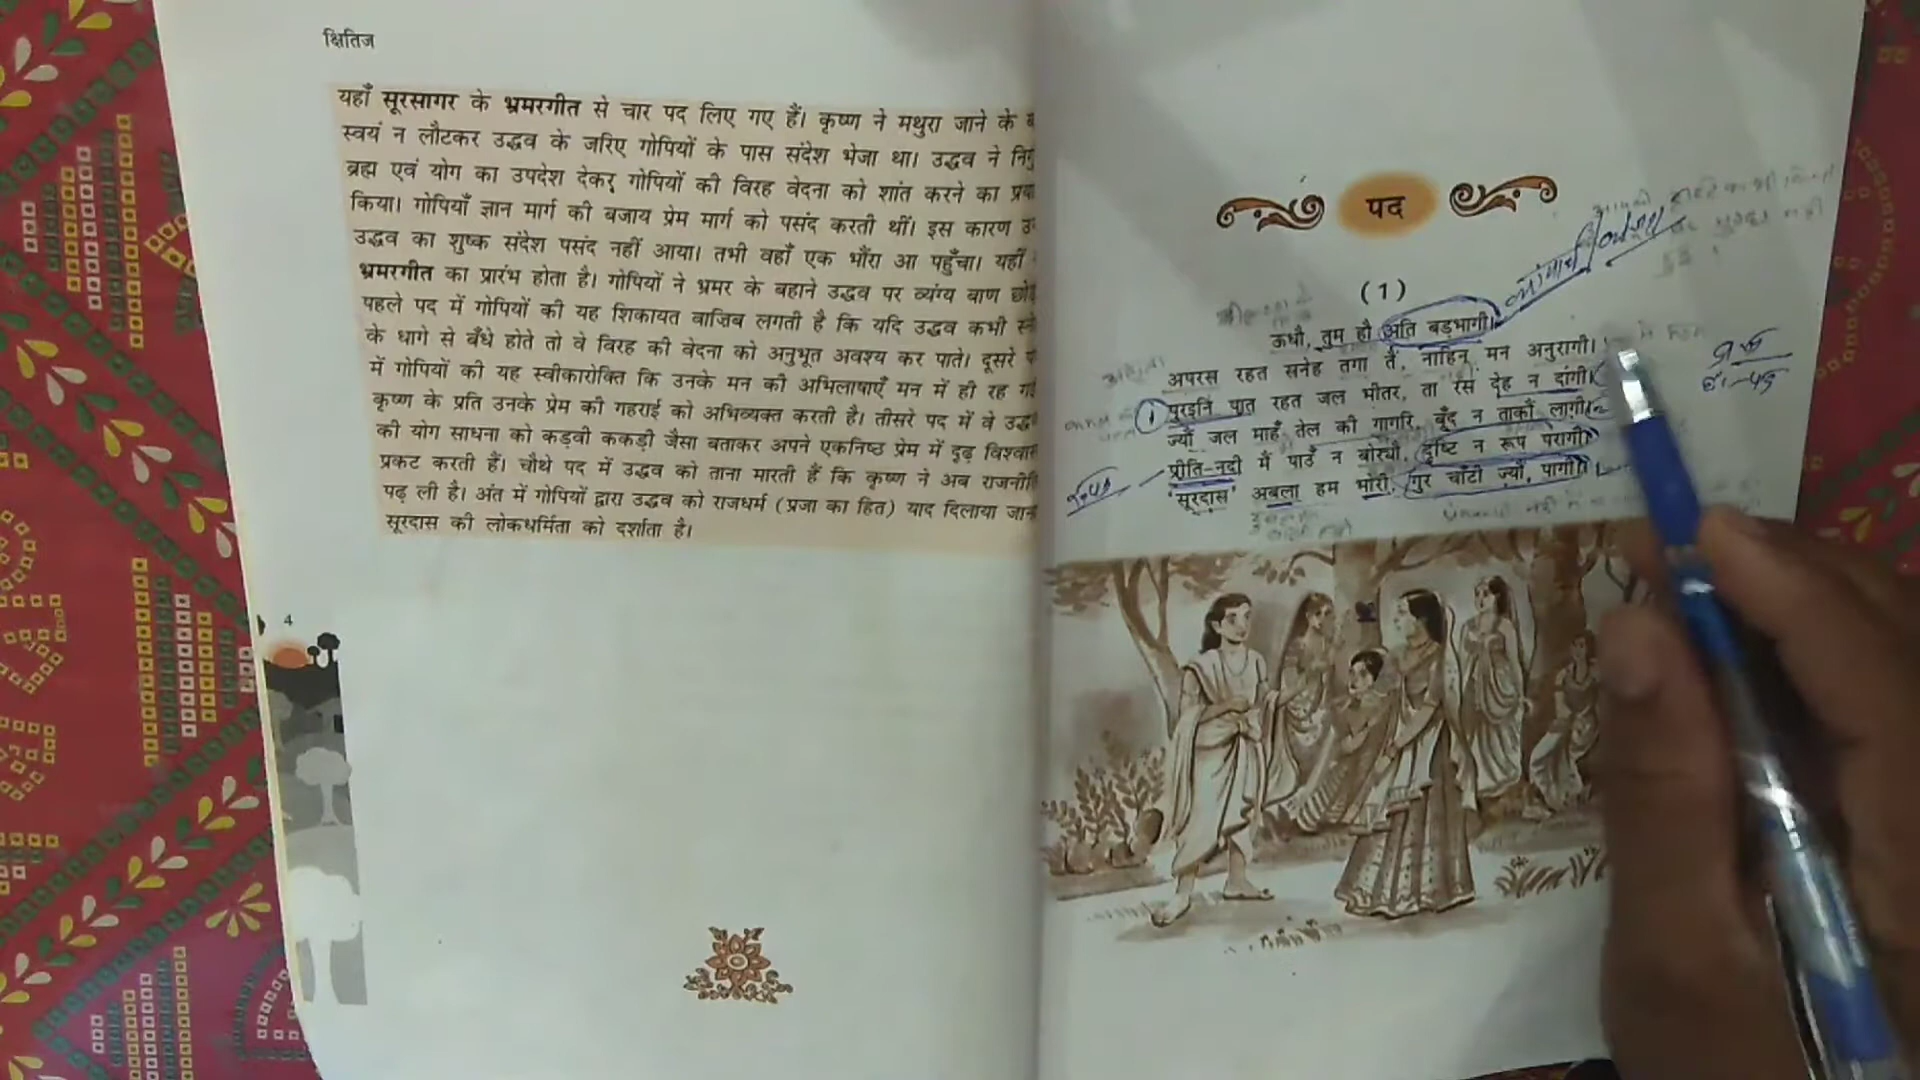 क्षितिज
यहाँ सूरसागर के भ्रमरगीत से चार पद लिए गए हैं। कृष्ण ने मथुरा जाने के
स्वयं न लौटकर उद्धव के जरिए गोपियों के पास संदेश भेजा था। उद्धव ने
ब्रह्म एवं योग का उपदेश देकर गोपियों की विरह वेदना को शांत करने का
किया। गोपियाँ ज्ञान मार्ग की बजाय प्रेम मार्ग को पसंद करती थीं। इस कारण
उद्धव का शुष्क संदेश पसंद नहीं आया। तभी वहाँ एक भौंरा आ पहुँचा। यहीं
भ्रमरगीत का प्रारंभ होता है। गोपियों ने भ्रमर के बहाने उद्धव पर व्यंग्य बाण
पहले पद में गोपियों की यह शिकायत वाजिब लगती है कि यदि उद्धव कभी
के धागे से बँधे होते तो वे विरह की वेदना को अनुभूत अवश्य कर पाते। दूसरे
में गोपियों की यह स्वीकारोक्ति कि उनके मन की अभिलाषाएँ मन में ही रह
कृष्ण के प्रति उनके प्रेम की गहराई को अभिव्यक्त करती है। तीसरे पद में वे
की योग साधना को कड़वी ककड़ी जैसा बताकर अपने एकनिष्ठ प्रेम में दृढ़ विश्वास
प्रकट करती हैं। चौथे पद में उद्धव को ताना मारती हैं कि कृष्ण ने अब
पढ़ ली है। अंत में गोपियों द्वारा उद्धव को राजधर्म (प्रजा का हित) याद दिलाया
सूरदास की लोकधर्मिता को दर्शाता है।
4
पद
(1)
ऊधौ, तुम हौ अति बड़भागी।
अपरस रहत सनेह तगा तैं, नाहिन मन अनुरागी।
पुरइनि पात रहत जल भीतर, ता रस देह न दागी।
ज्यौं जल माहँ तेल की गागरि, बूँद न ताकौं लागी।
प्रीति-नदी मैं पाउँ न बोरयौ, दृष्टि न रूप परागी।
'सूरदास' अबला हम भोरी, गुर चाँटी ज्यौं पागी॥